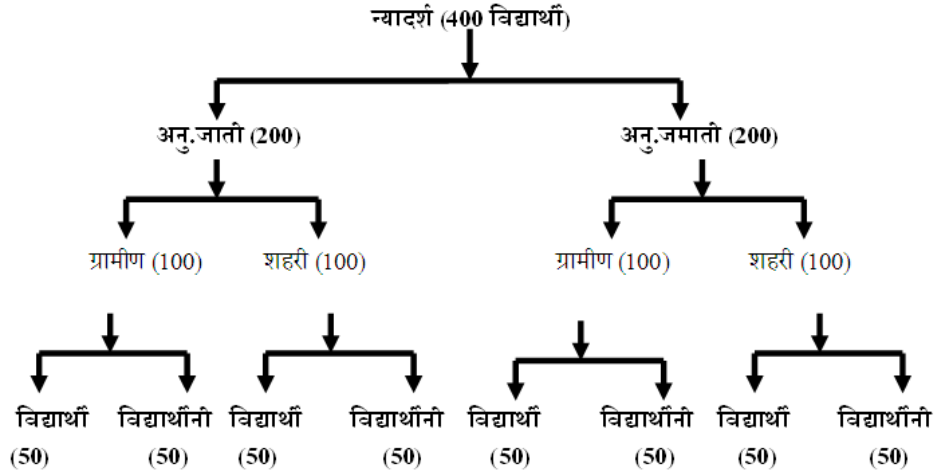 न्यादर्श (400 विद्यार्थी)
अनु.जाती (200) अनु.जमाती (200)
ग्रामीण (100) शहरी (100) ग्रामीण (100) शहरी (100)
विद्यार्थी विद्यार्थीनी विद्यार्थी विद्यार्थीनी विद्यार्थी विद्यार्थीनी विद्यार्थी विद्यार्थीनी
(50) (50) (50) (50) (50) (50) (50) (50)